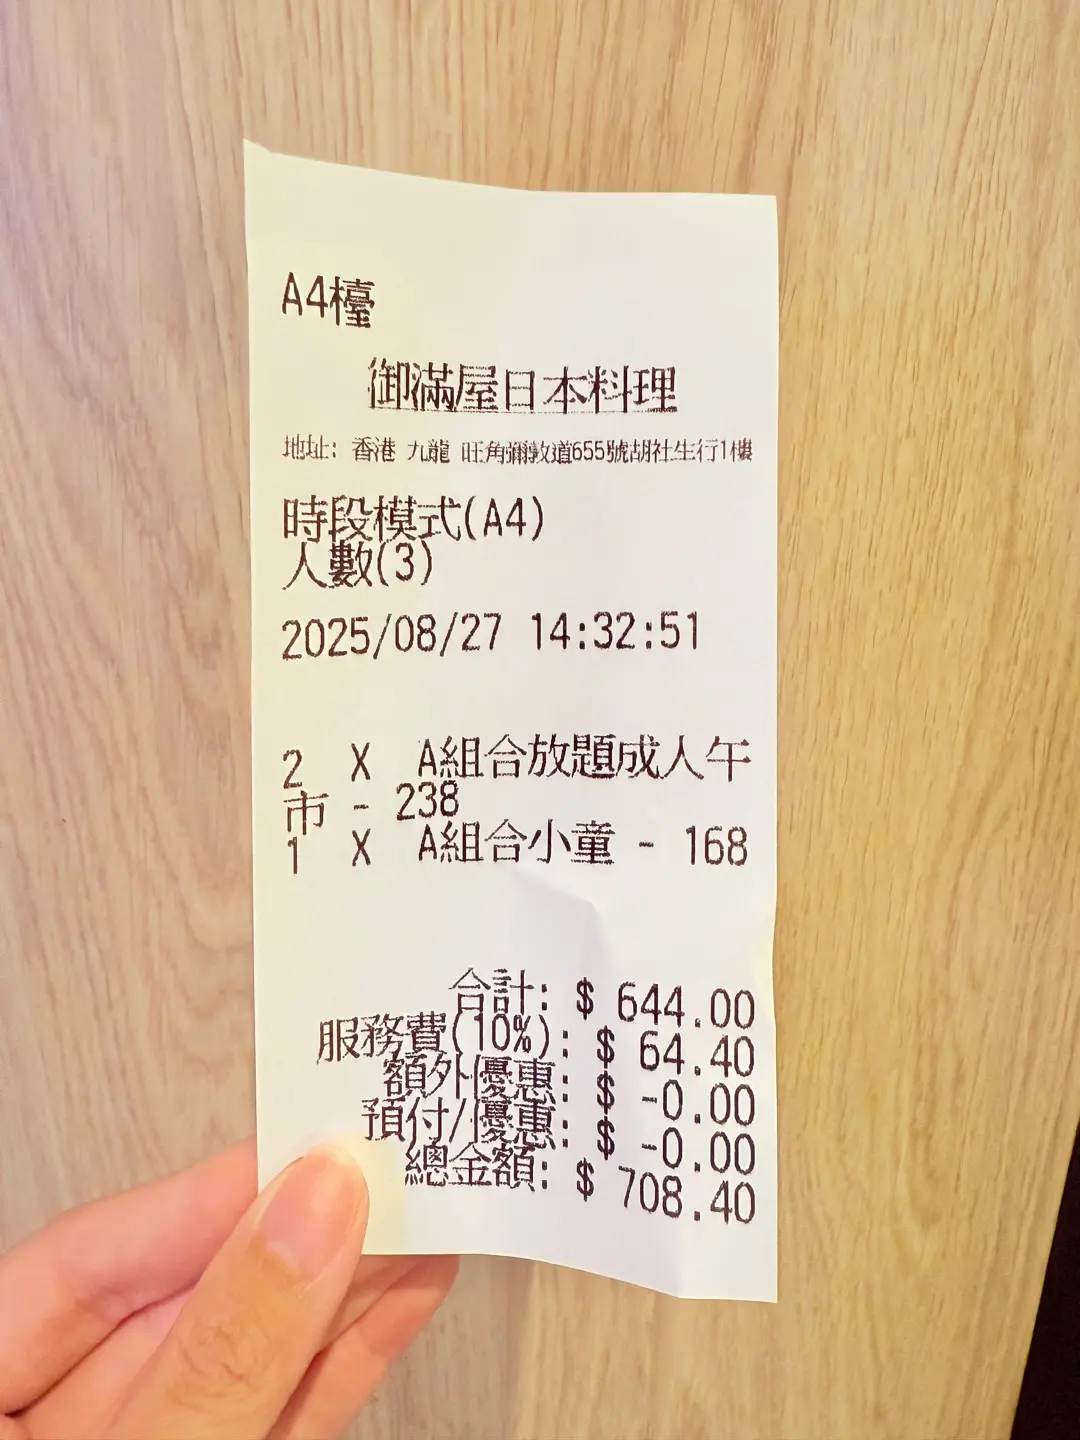 A4檯
御滿屋日本料理
地址: 香港 九龍 旺角彌敦道655號胡社生行1樓
時段模式(A4)
人數(3)
2025/08/27 14:32:51
2 X A組合放題成人午
市 - 238
1 X A組合小童 - 168
合計: $ 644.00
服務費(10%): $ 64.40
額外優惠: $ -0.00
預付/優惠: $ -0.00
總金額: $ 708.40